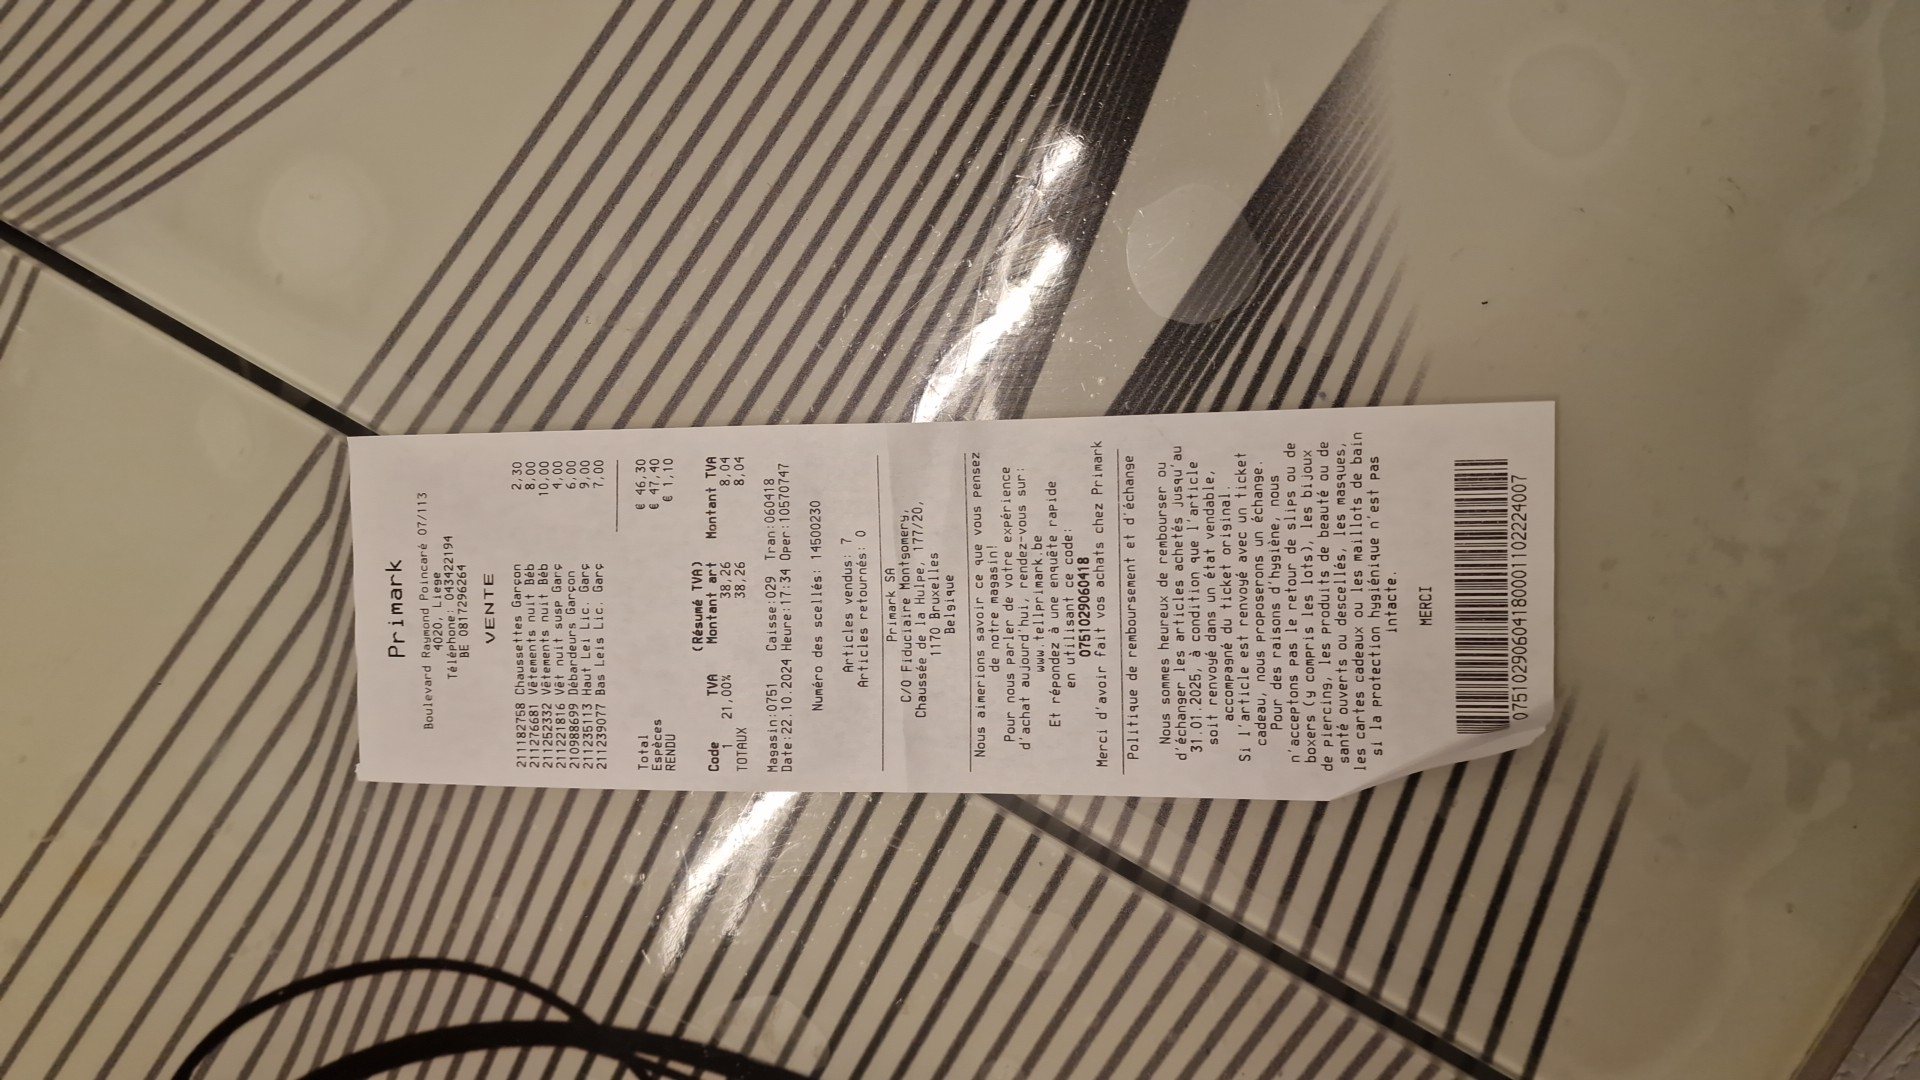 Primark
Boulevard Raymond Poincaré 07/113
4020, Liege
Téléphone: 043422194
BE 0817296264
VENTE
211182758 Chaussettes Garçon 2,30
211276681 Vêtements nuit Béb 8,00
211252332 Vêtements nuit Béb 10,00
211221816 Vêt nuit susp Garç 4,00
210988699 Débardeurs Garçon 6,00
211235113 Haut Lei Lic. Garç 9,00
211239077 Bas Leis Lic. Garç 7,00
Total € 46,30
Espèces € 47,40
RENDU € 1,10
(Résumé TVA)
Code TVA Montant art Montant TVA
1 21,00% 38,26 8,04
TOTAUX 38,26 8,04
Magasin:0751 Caisse:029 Tran:060418
Date:22.10.2024 Heure:17:34 Oper:10570747
Numéro des scellés: 14500230
Articles vendus: 7
Articles retournés: 0
Primark SA
C/O Fiduciaire Montgomery,
Chaussée de la Hulpe, 177/20,
1170 Bruxelles
Belgique
Nous aimerions savoir ce que vous pensez
de notre magasin!
Pour nous parler de votre expérience
d'achat aujourd'hui, rendez-vous sur:
www.tellprimark.be
Et répondez à une enquête rapide
en utilisant ce code:
075102906060418
Merci d'avoir fait vos achats chez Primark
Politique de remboursement et d'échange
Nous sommes heureux de rembourser ou
d'échanger les articles achetés jusqu'au
31.01.2025, à condition que l'article
soit renvoyé dans un état vendable,
accompagné du ticket original.
Si l'article est renvoyé avec un ticket
cadeau, nous proposerons un échange.
Pour des raisons d'hygiène, nous
n'acceptons pas le retour de slips ou de
boxers (y compris les lots), les bijoux
de piercing, les produits de beauté ou de
santé ouverts ou descellés, les masques,
les cartes cadeaux ou les maillots de bain
si la protection hygiénique n'est pas
intacte.
MERCI
07510290604180001102224007